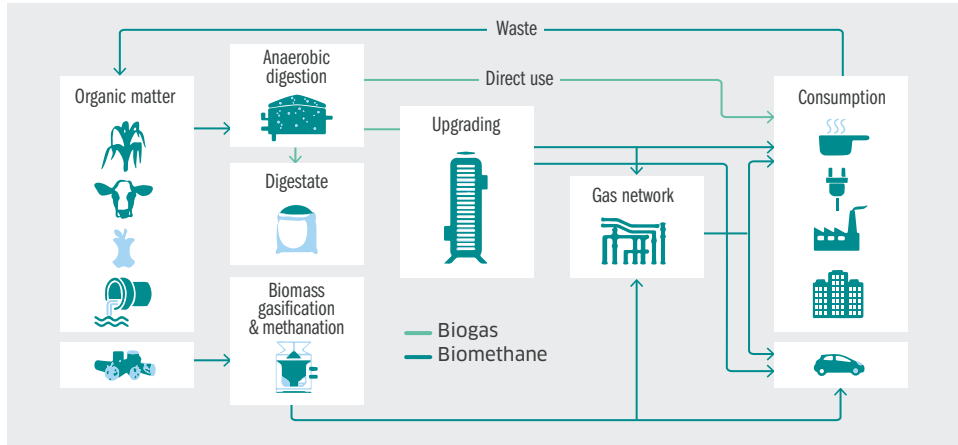 Waste
Organic matter
Anaerobic
digestion
Direct use
Consumption
Upgrading
Digestate
Gas network
Biomass
gasification
& methanation
Biogas
Biomethane